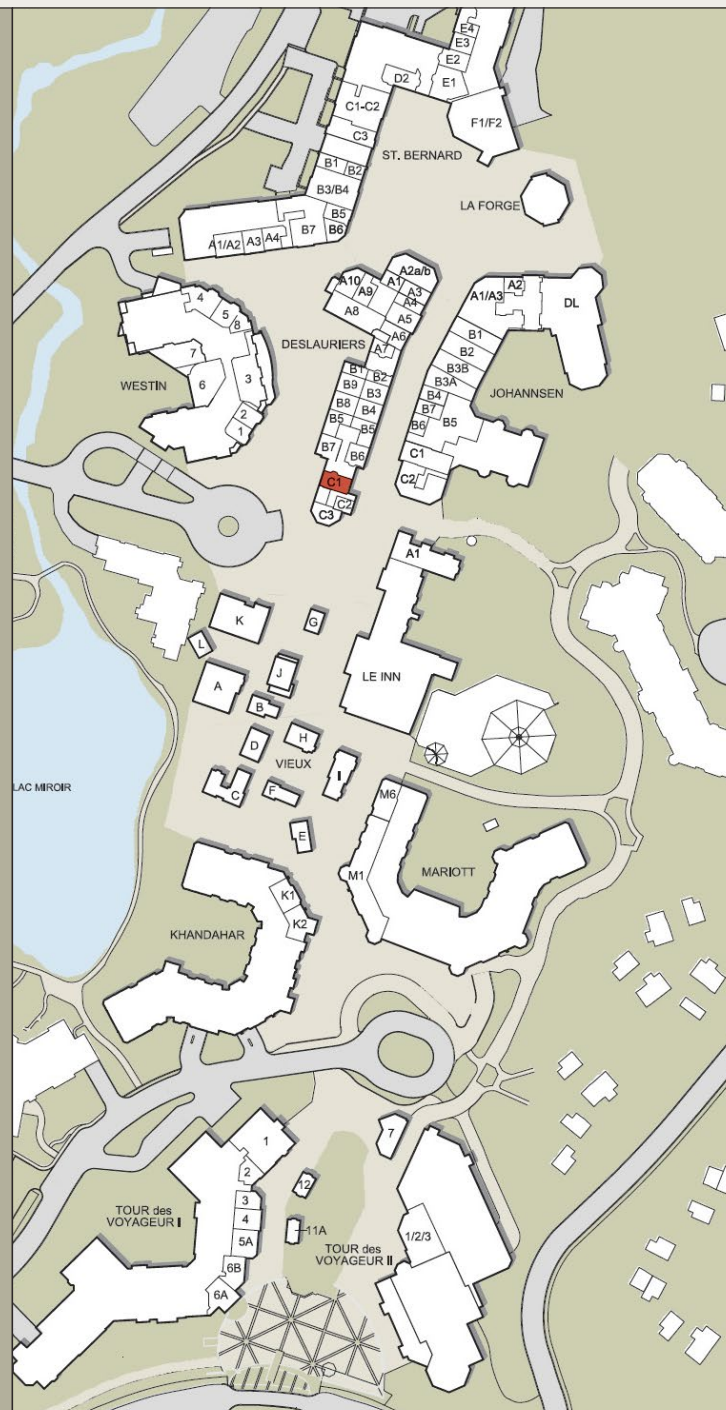 E4
E3
E2
E1
D2
C1-C2
F1/F2
C3
ST. BERNARD
B1
B2
B3/B4
LA FORGE
B5
B6
B7
A1/A2
A3
A4
A10
A9
A8
A1
A2a/b
A3
A4
A5
A6
A7
DESLAURIERS
B1
B2
B9
B3
B8
B4
B5
B5
B7
B6
C1
C2
C3
A1/A3
A2
DL
B1
B2
B3B
B3A
B4
B7
B6
B5
JOHANNSEN
C1
C2
4
5
8
7
3
6
2
1
WESTIN
A1
LE INN
K
G
L
J
A
B
H
D
VIEUX
I
C
F
E
LAC MIROIR
M6
M1
MARIOTT
K1
K2
KHANDAHAR
1
2
3
4
5A
6B
6A
TOUR des
VOYAGEUR I
12
11A
7
TOUR des
VOYAGEUR II
1/2/3